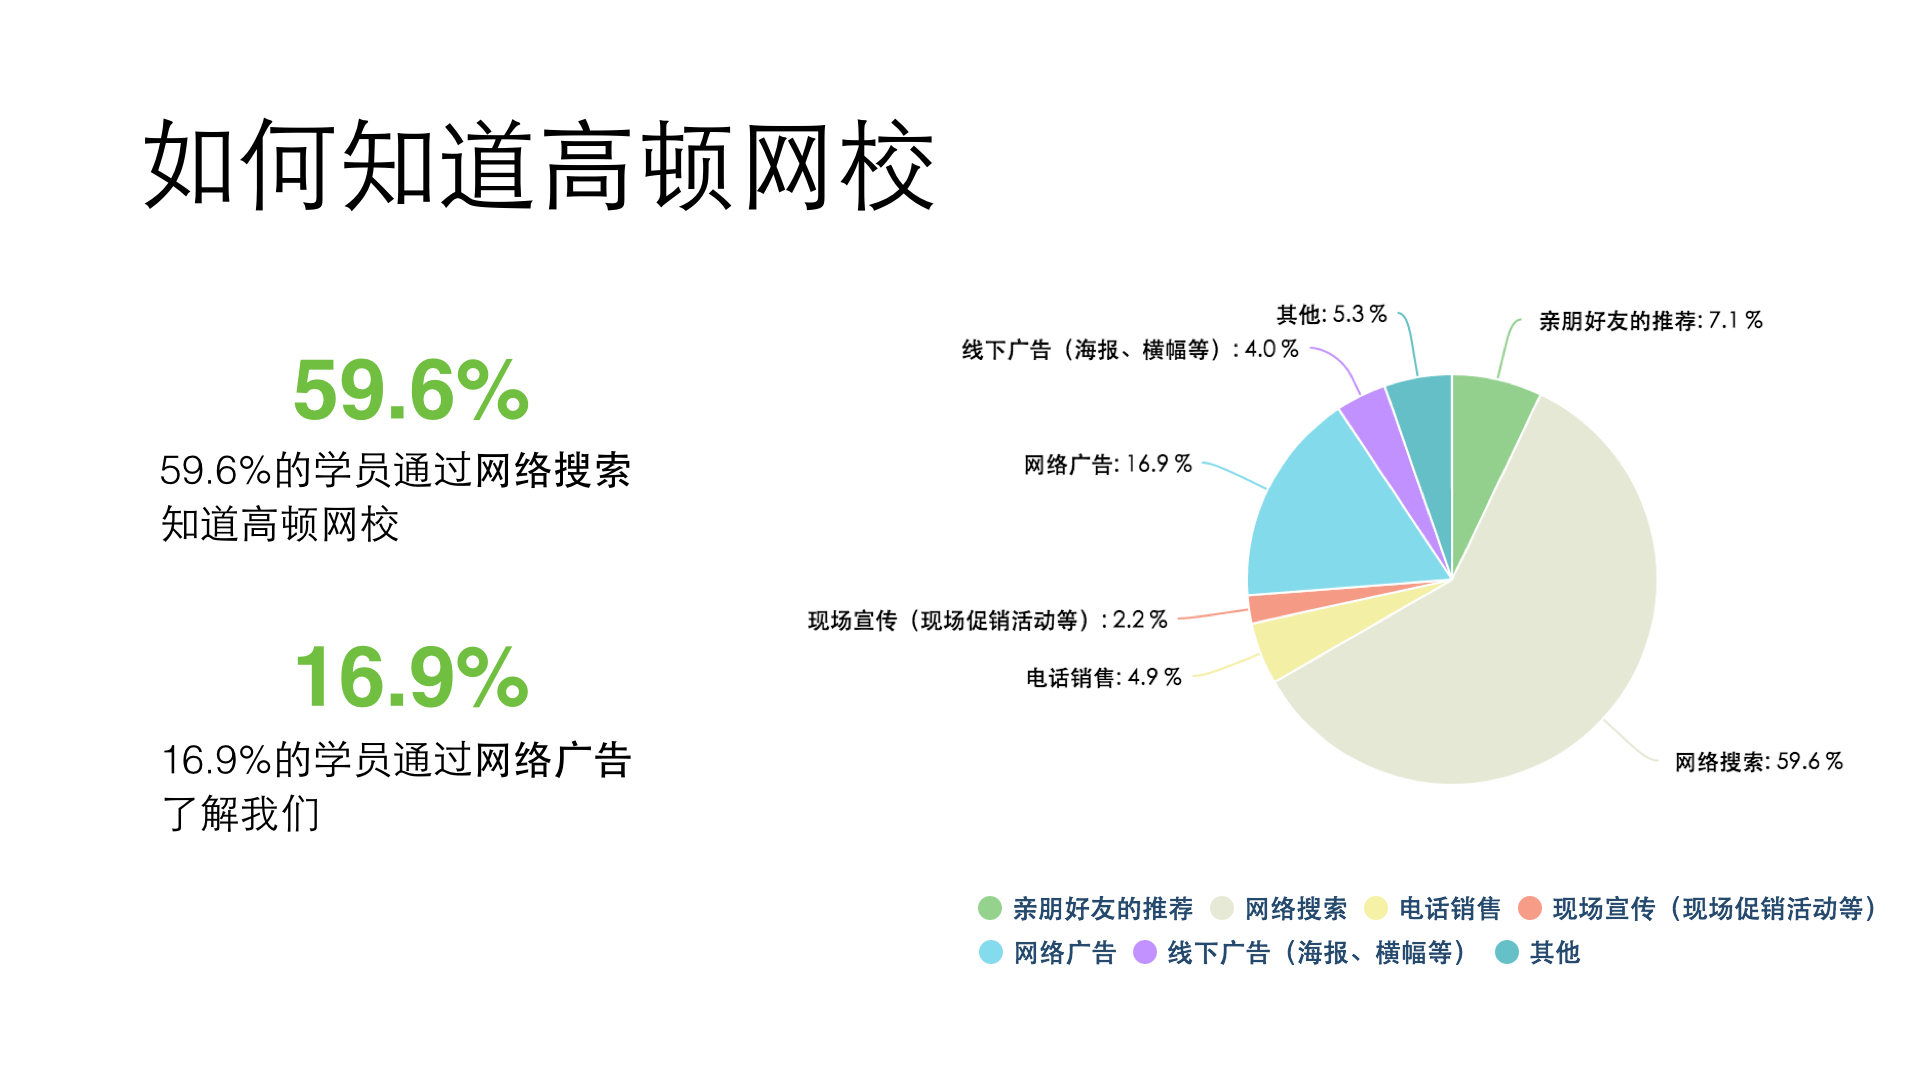 如何知道高顿网校
59.6%
59.6%的学员通过网络搜索
知道高顿网校
16.9%
16.9%的学员通过网络广告
了解我们
其他: 5.3 %
亲朋好友的推荐: 7.1 %
线下广告（海报、横幅等）: 4.0 %
网络广告: 16.9 %
现场宣传（现场促销活动等）: 2.2 %
电话销售: 4.9 %
网络搜索: 59.6 %
亲朋好友的推荐 网络搜索 电话销售 现场宣传（现场促销活动等）
网络广告 线下广告（海报、横幅等） 其他